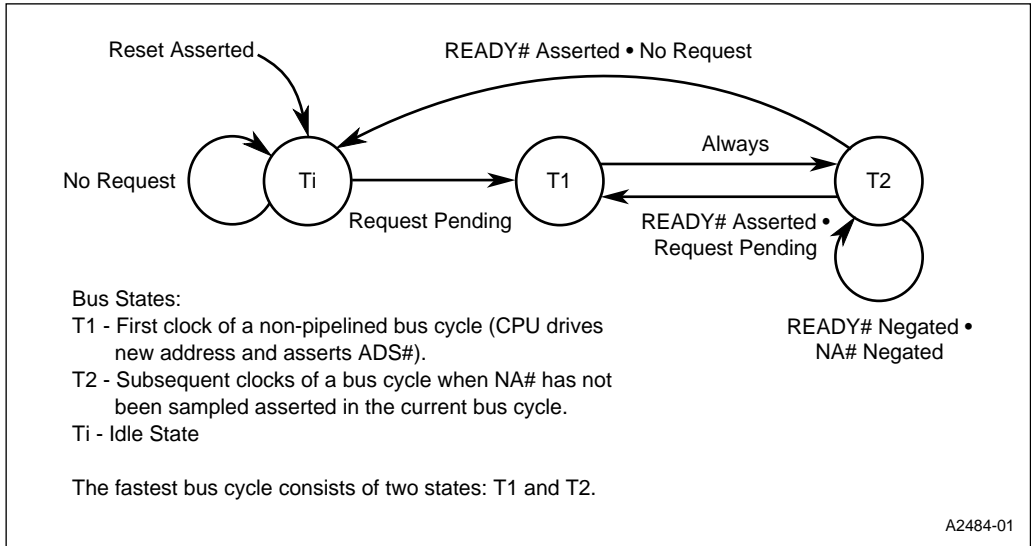 Reset Asserted
READY# Asserted • No Request
No Request
Ti
T1
Always
T2
Request Pending
READY# Asserted •
Request Pending
READY# Negated •
NA# Negated
Bus States:
T1 - First clock of a non-pipelined bus cycle (CPU drives
new address and asserts ADS#).
T2 - Subsequent clocks of a bus cycle when NA# has not
been sampled asserted in the current bus cycle.
Ti - Idle State
The fastest bus cycle consists of two states: T1 and T2.
A2484-01